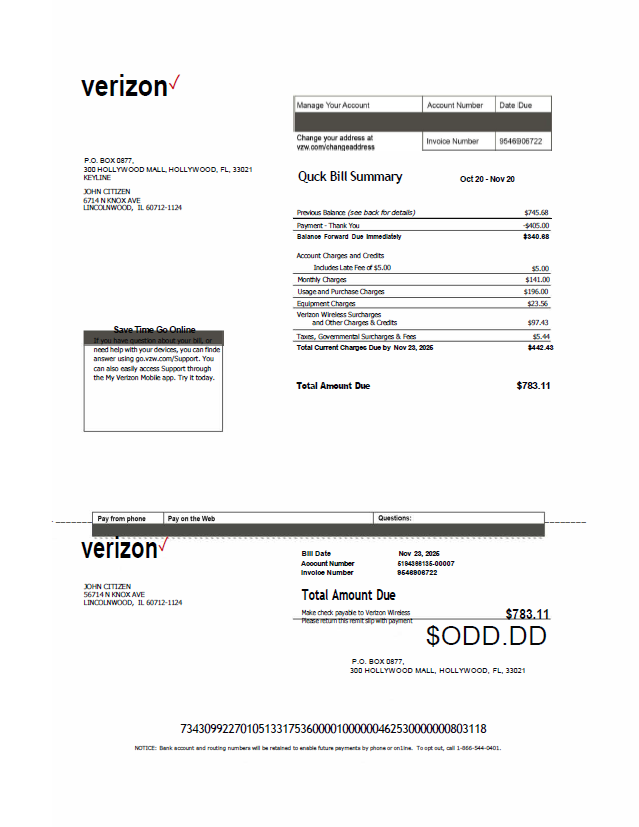 verizon✓
Manage Your Account Account Number Date Due
Change your address at
vzw.com/changeaddress
Invoice Number 9546906722
P.O. BOX 0877,
300 HOLLYWOOD MALL, HOLLYWOOD, FL, 33021
KEYLINE
JOHN CITIZEN
6714 N KNOX AVE
LINCOLNWOOD, IL 60712-1124
Quck Bill Summary Oct 20 - Nov 20
Previous Balance (see back for details) $745.68
Payment - Thank You -$405.00
Balance Forward Due Immediately $340.68
Account Charges and Credits
Includes Late Fee of $5.00 $5.00
Monthly Charges $141.00
Usage and Purchase Charges $196.00
Equipment Charges $23.56
Verizon Wireless Surcharges
and Other Charges & Credits $97.43
Taxes, Governmental Surcharges & Fees $5.44
Total Current Charges Due by Nov 23, 2025 $442.43
Total Amount Due $783.11
Save Time Go Online
If you have question about your bill, or
need help with your devices, you can finde
answer using go.vzw.com/Support. You
can also easily access Support through
the My Verizon Mobile app. Try it today.
Pay from phone Pay on the Web Questions:
verizon✓
Bill Date Nov 23, 2025
Account Number 5194366135-00007
Invoice Number 9546906722
JOHN CITIZEN
56714 N KNOX AVE
LINCOLNWOOD, IL 60712-1124
Total Amount Due
Make check payable to Verizon Wireless
Please return this remit slip with payment
$783.11
$ODD.DD
P.O. BOX 0877,
300 HOLLYWOOD MALL, HOLLYWOOD, FL, 33021
7343099227010513317536000010000004625300000000803118
NOTICE: Bank account and routing numbers will be retained to enable future payments by phone or online. To opt out, call 1-866-544-0401.